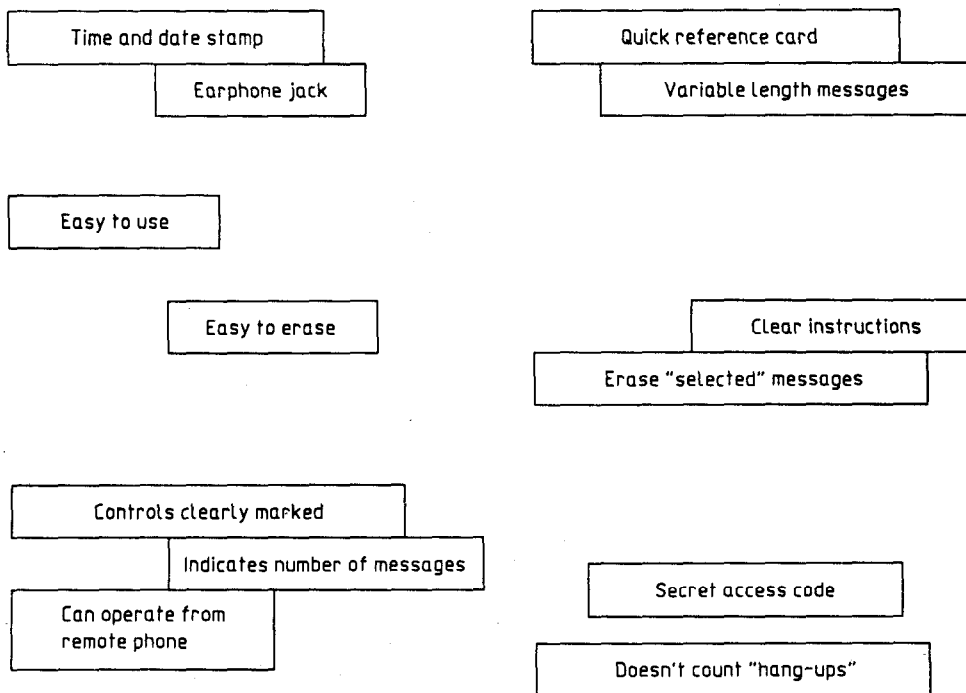 Time and date stamp
Earphone jack
Quick reference card
Variable length messages
Easy to use
Easy to erase
Clear instructions
Erase "selected" messages
Controls clearly marked
Indicates number of messages
Can operate from
remote phone
Secret access code
Doesn't count "hang-ups"